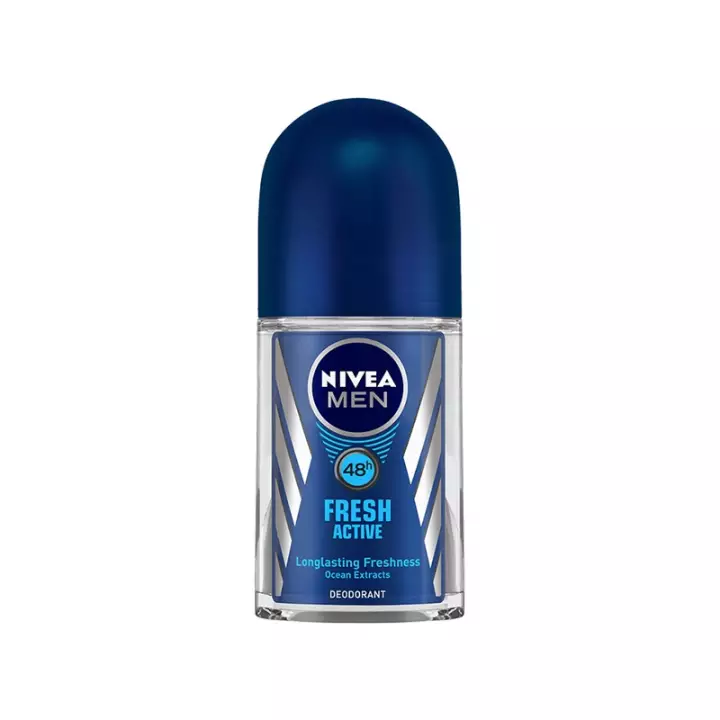 NIVEA
MEN
48h
FRESH
ACTIVE
Longlasting Freshness
Ocean Extracts
DEODORANT